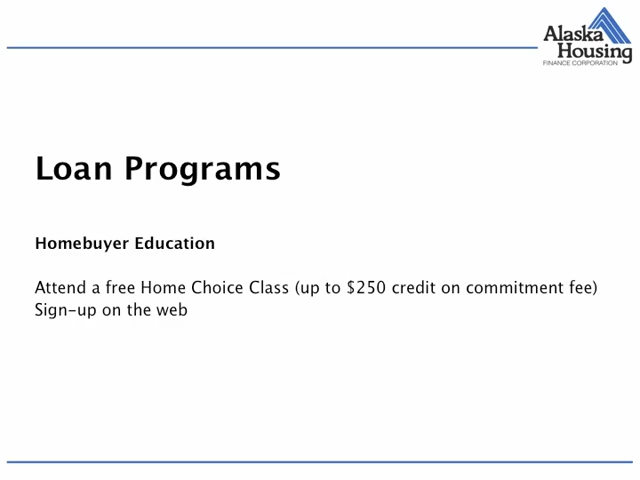 Alaska
Housing
FINANCE CORPORATION
Loan Programs
Homebuyer Education
Attend a free Home Choice Class (up to $250 credit on commitment fee)
Sign-up on the web